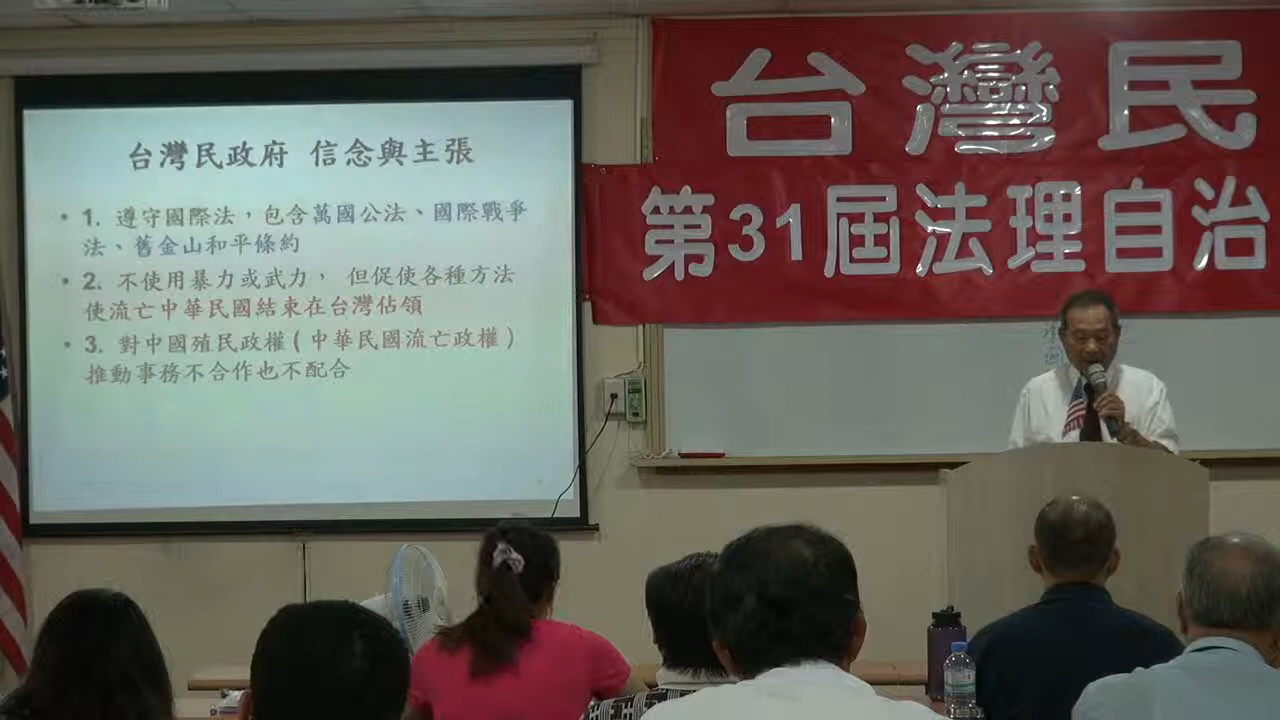 台灣民政府 信念與主張
• 1. 遵守國際法，包含萬國公法、國際戰爭
法、舊金山和平條約
• 2. 不使用暴力或武力， 但促使各種方法
使流亡中華民國結束在台灣佔領
• 3. 對中國殖民政權(中華民國流亡政權)
推動事務不合作也不配合
台灣民
第31屆法理自治